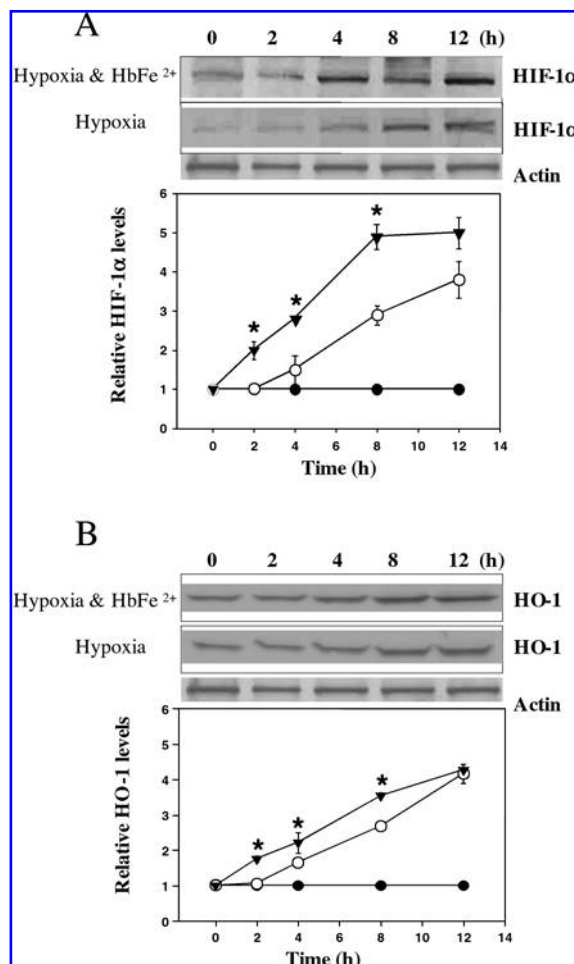 A
0 2 4 8 12 (h)
Hypoxia & HbFe 2+ HIF-1α
Hypoxia HIF-1α
Actin
6
5
4
3
2
1
0
* * *
Relative HIF-1α levels
0 2 4 6 8 10 12 14
Time (h)
B
0 2 4 8 12 (h)
Hypoxia & HbFe 2+ HO-1
Hypoxia HO-1
Actin
6
5
4
3
2
1
0
* * *
Relative HO-1 levels
0 2 4 6 8 10 12 14
Time (h)